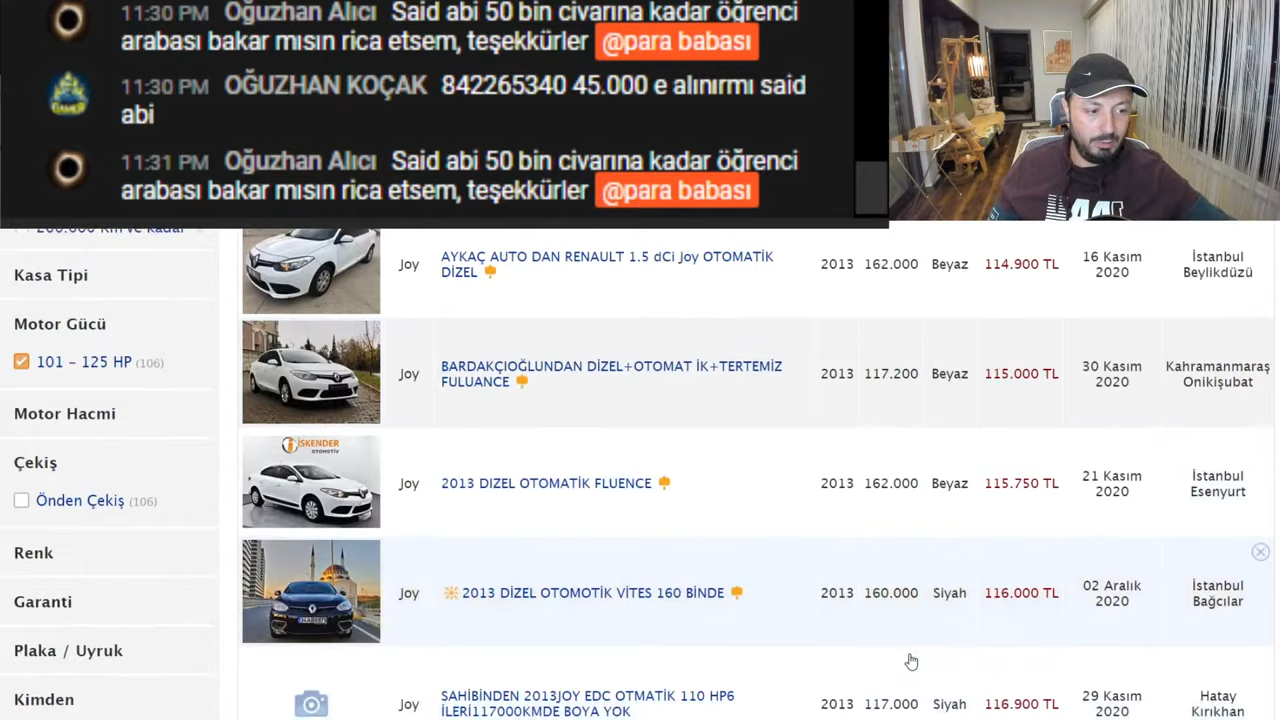 11:30 PM Oğuzhan Alıcı Said abi 50 bin civarına kadar öğrenci
arabası bakar mısın rica etsem, teşekkürler @para babası
11:30 PM OĞUZHAN KOÇAK 842265340 45.000 e alınırmı said
abi
11:31 PM Oğuzhan Alıcı Said abi 50 bin civarına kadar öğrenci
arabası bakar mısın rica etsem, teşekkürler @para babası
200.000 km ve kadar
Kasa Tipi
Motor Gücü
101 – 125 HP (106)
Motor Hacmi
Çekiş
Önden Çekiş (106)
Renk
Garanti
Plaka / Uyruk
Kimden
Joy
AYKAÇ AUTO DAN RENAULT 1.5 dCi Joy OTOMATİK
DİZEL
2013 162.000 Beyaz 114.900 TL
16 Kasım
2020
İstanbul
Beylikdüzü
Joy
BARDAKÇIOĞLUNDAN DİZEL+OTOMAT İK+TERTEMİZ
FULUANCE
2013 117.200 Beyaz 115.000 TL
30 Kasım
2020
Kahramanmaraş
Onikişubat
İSKENDER
OTOMOTİV
Joy
2013 DIZEL OTOMATİK FLUENCE
2013 162.000 Beyaz 115.750 TL
21 Kasım
2020
İstanbul
Esenyurt
Joy
2013 DİZEL OTOMOTİK VİTES 160 BİNDE
2013 160.000 Siyah 116.000 TL
02 Aralık
2020
İstanbul
Bağcılar
Joy
SAHİBİNDEN 2013JOY EDC OTMATİK 110 HP6
İLERİ117000KMDE BOYA YOK
2013 117.000 Siyah 116.900 TL
29 Kasım
2020
Hatay
Kırıkhan